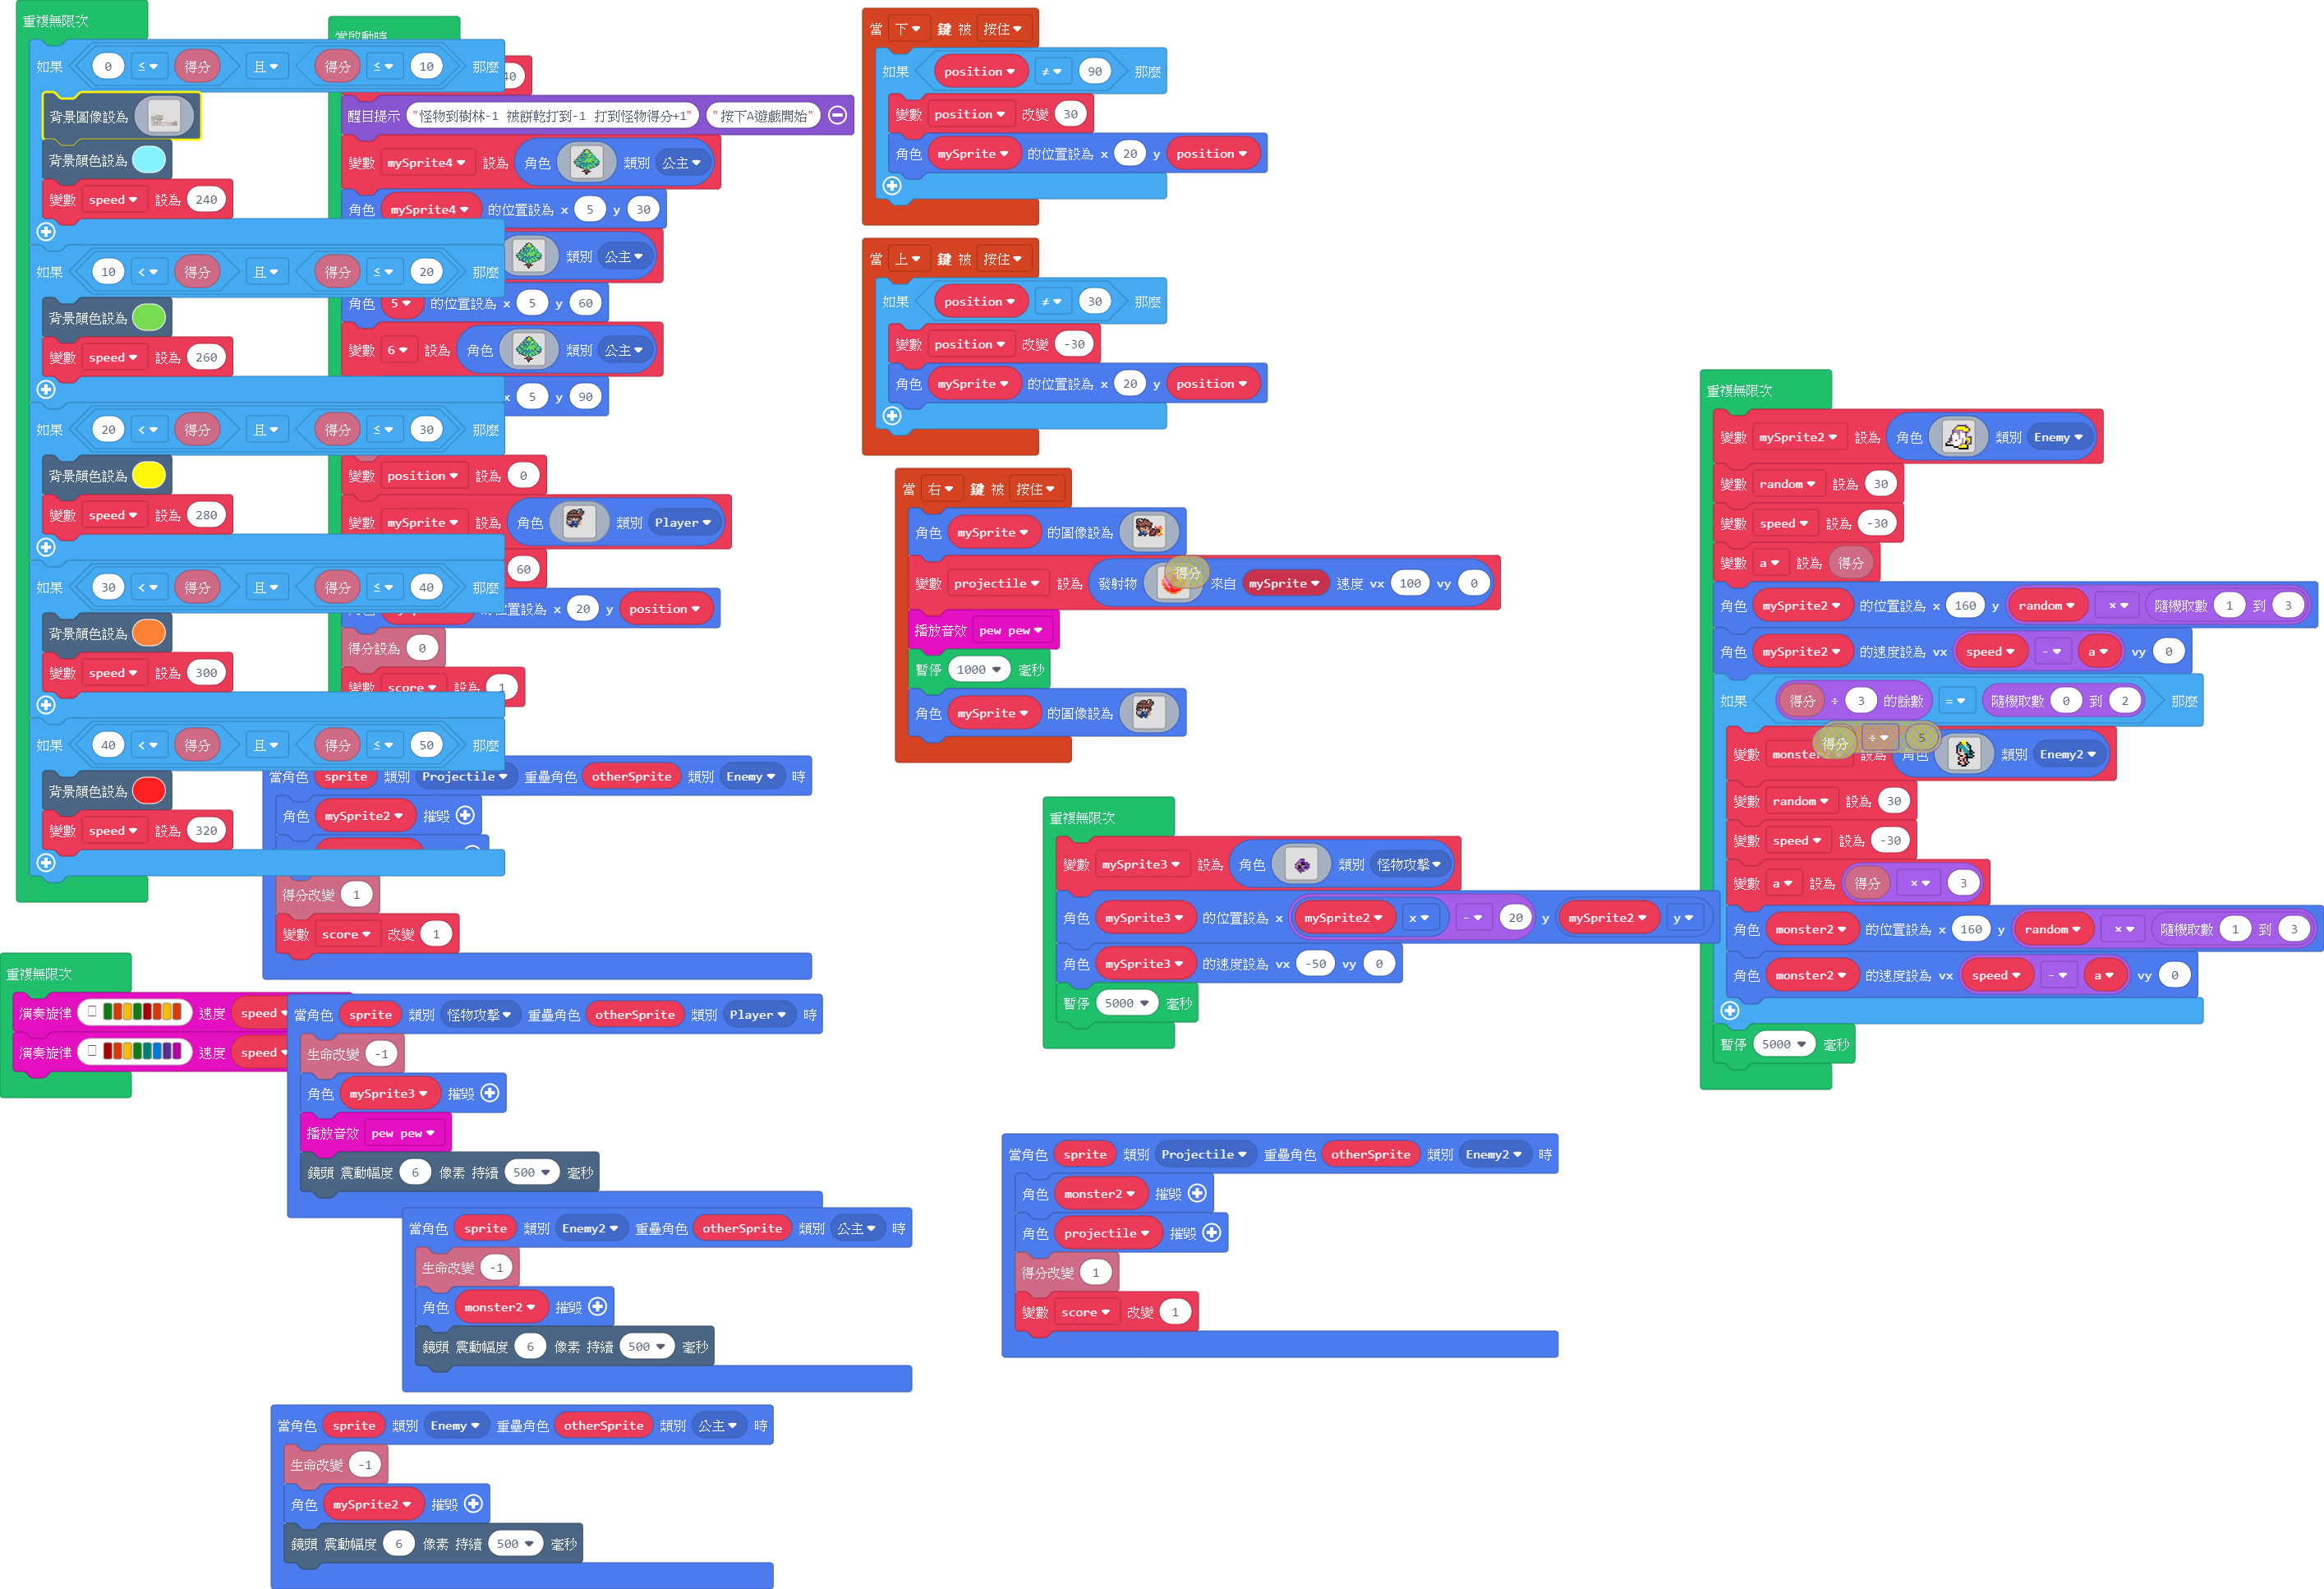 重複無限次
如果 0 ≤ 得分 且 得分 ≤ 10 那麼
背景圖像設為
背景顏色設為
變數 speed 設為 240
如果 10 < 得分 且 得分 ≤ 20 那麼
背景顏色設為
變數 speed 設為 260
如果 20 < 得分 且 得分 ≤ 30 那麼
背景顏色設為
變數 speed 設為 280
如果 30 < 得分 且 得分 ≤ 40 那麼
背景顏色設為
變數 speed 設為 300
如果 40 < 得分 且 得分 ≤ 50 那麼
背景顏色設為
變數 speed 設為 320
當啟動時
醒目提示 "怪物到樹林-1 被餅乾打到-1 打到怪物得分+1" "按下A遊戲開始"
變數 mySprite4 設為 角色 類別 公主
角色 mySprite4 的位置設為 x 5 y 30
類別 公主
角色 5 的位置設為 x 5 y 60
變數 6 設為 角色 類別 公主
x 5 y 90
變數 position 設為 0
變數 mySprite 設為 角色 類別 Player
60
的位置設為 x 20 y position
得分設為 0
變數 score 設為 1
當角色 sprite 類別 Projectile 重疊角色 otherSprite 類別 Enemy 時
角色 mySprite2 摧毀
得分改變 1
變數 score 改變 1
重複無限次
演奏旋律 速度 speed
演奏旋律 速度 speed
當角色 sprite 類別 怪物攻擊 重疊角色 otherSprite 類別 Player 時
生命改變 -1
角色 mySprite3 摧毀
播放音效 pew pew
鏡頭 震動幅度 6 像素 持續 500 毫秒
當角色 sprite 類別 Enemy2 重疊角色 otherSprite 類別 公主 時
生命改變 -1
角色 monster2 摧毀
鏡頭 震動幅度 6 像素 持續 500 毫秒
當角色 sprite 類別 Enemy 重疊角色 otherSprite 類別 公主 時
生命改變 -1
角色 mySprite2 摧毀
鏡頭 震動幅度 6 像素 持續 500 毫秒
當 下 鍵 被 按住
如果 position ≠ 90 那麼
變數 position 改變 30
角色 mySprite 的位置設為 x 20 y position
當 上 鍵 被 按住
如果 position ≠ 30 那麼
變數 position 改變 -30
角色 mySprite 的位置設為 x 20 y position
當 右 鍵 被 按住
角色 mySprite 的圖像設為
變數 projectile 設為 發射物 得分 來自 mySprite 速度 vx 100 vy 0
播放音效 pew pew
暫停 1000 毫秒
角色 mySprite 的圖像設為
重複無限次
變數 mySprite3 設為 角色 類別 怪物攻擊
角色 mySprite3 的位置設為 x mySprite2 x - 20 y mySprite2 y
角色 mySprite3 的速度設為 vx -50 vy 0
暫停 5000 毫秒
當角色 sprite 類別 Projectile 重疊角色 otherSprite 類別 Enemy2 時
角色 monster2 摧毀
角色 projectile 摧毀
得分改變 1
變數 score 改變 1
重複無限次
變數 mySprite2 設為 角色 類別 Enemy
變數 random 設為 30
變數 speed 設為 -30
變數 a 設為 得分
角色 mySprite2 的位置設為 x 160 y random × 隨機取數 1 到 3
角色 mySprite2 的速度設為 vx speed - a vy 0
如果 得分 ÷ 3 的餘數 = 隨機取數 0 到 2 那麼
得分 ÷ 5
變數 設為 角色 類別 Enemy2
變數 random 設為 30
變數 speed 設為 -30
變數 a 設為 得分 × 3
角色 monster2 的位置設為 x 160 y random × 隨機取數 1 到 3
角色 monster2 的速度設為 vx speed - a vy 0
暫停 5000 毫秒